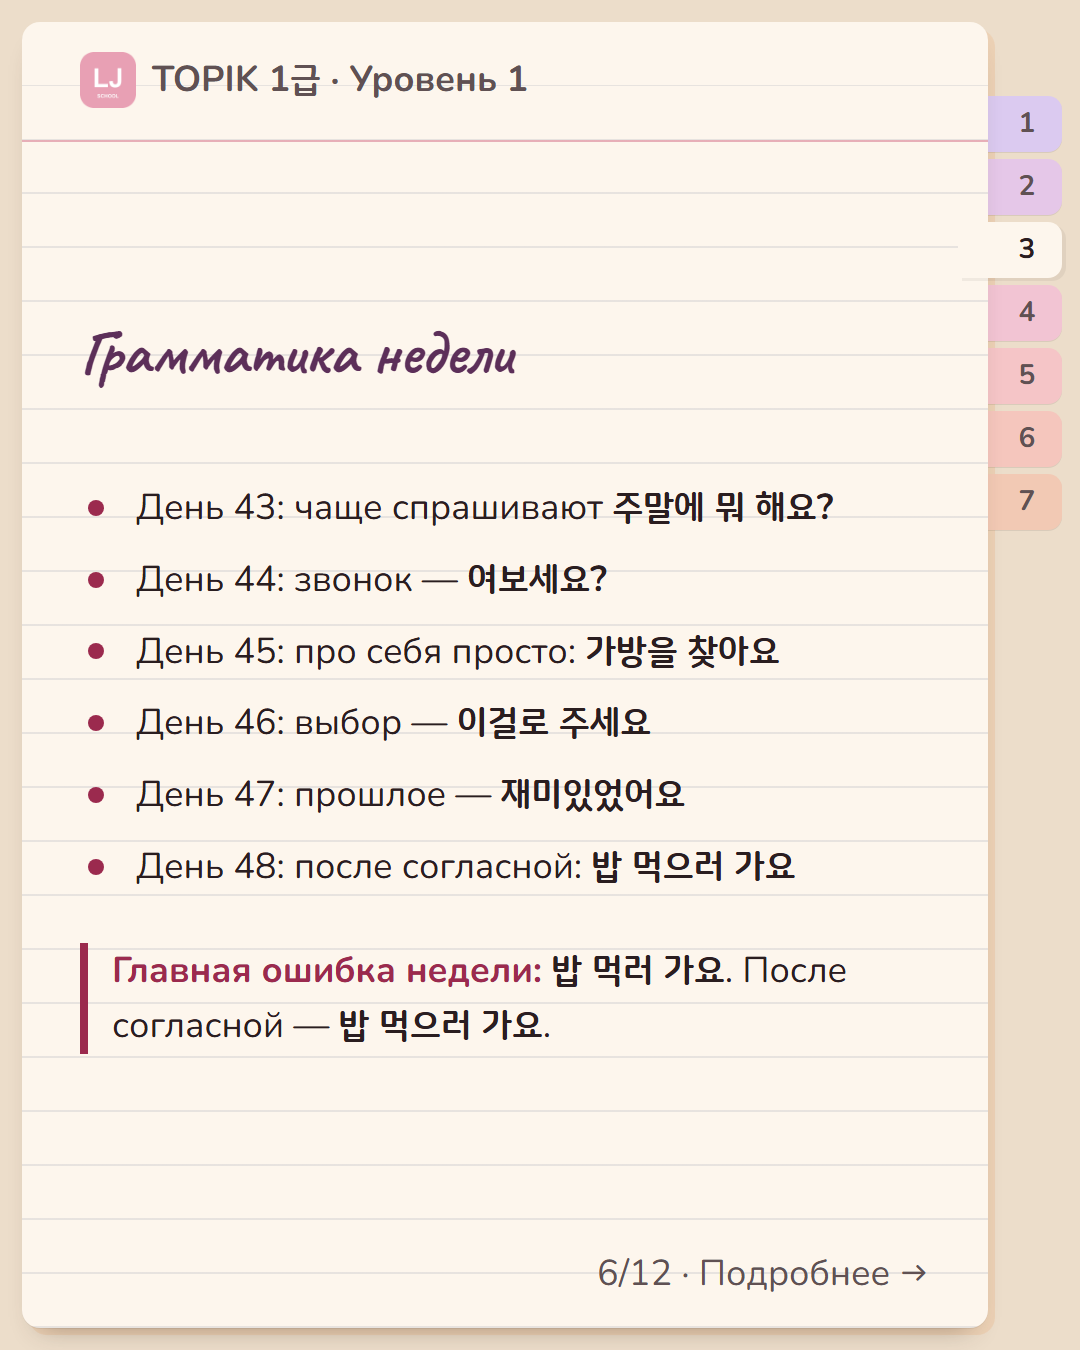 LJ
SCHOOL
TOPIK 1급 · Уровень 1
1
2
3
4
5
6
7
Грамматика недели
День 43: чаще спрашивают 주말에 뭐 해요?
День 44: звонок — 여보세요?
День 45: про себя просто: 가방을 찾아요
День 46: выбор — 이걸로 주세요
День 47: прошлое — 재미있었어요
День 48: после согласной: 밥 먹으러 가요
Главная ошибка недели: 밥 먹러 가요. После
согласной — 밥 먹으러 가요.
6/12 · Подробнее →